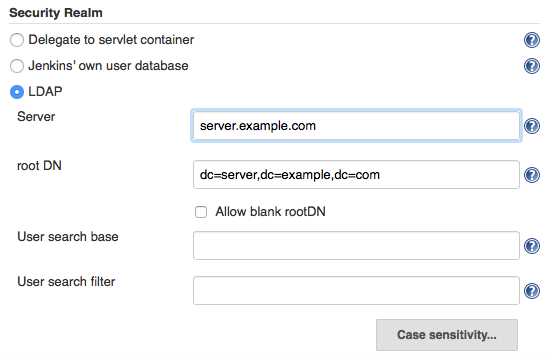 Security Realm
Delegate to servlet container
Jenkins' own user database
LDAP
Server
server.example.com
root DN
dc=server,dc=example,dc=com
Allow blank rootDN
User search base
User search filter
Case sensitivity...